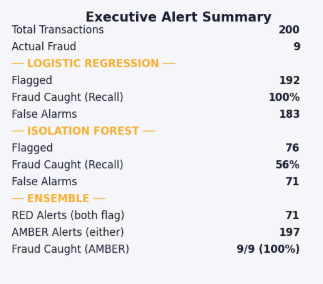 Executive Alert Summary
Total Transactions 200
Actual Fraud 9
── LOGISTIC REGRESSION ──
Flagged 192
Fraud Caught (Recall) 100%
False Alarms 183
── ISOLATION FOREST ──
Flagged 76
Fraud Caught (Recall) 56%
False Alarms 71
── ENSEMBLE ──
RED Alerts (both flag) 71
AMBER Alerts (either) 197
Fraud Caught (AMBER) 9/9 (100%)